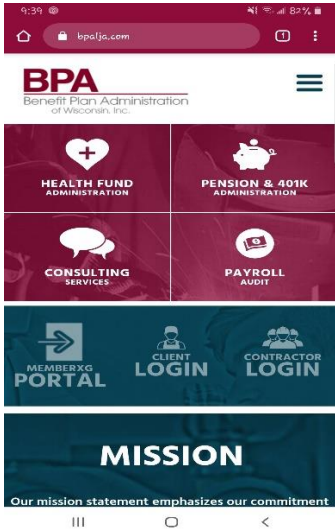 9:39
82%
bpalja.com
1
BPA
Benefit Plan Administration
of Wisconsin, Inc.
HEALTH FUND
ADMINISTRATION
PENSION & 401K
ADMINISTRATION
CONSULTING
SERVICES
PAYROLL
AUDIT
MEMBERXG
PORTAL
CLIENT
LOGIN
CONTRACTOR
LOGIN
MISSION
Our mission statement emphasizes our commitment